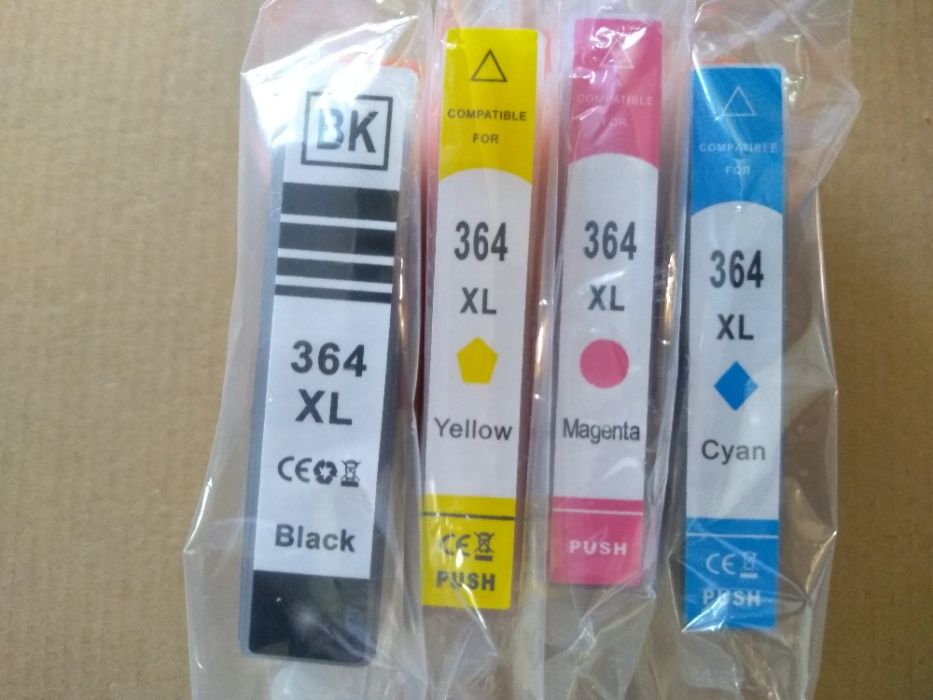 BK
364
XL
CE
Black
COMPATIBLE
FOR
364
XL
Yellow
CE
PUSH
COMPATIBLE
FOR
364
XL
Magenta
PUSH
COMPATIBLE
FOR
364
XL
Cyan
CE
PUSH